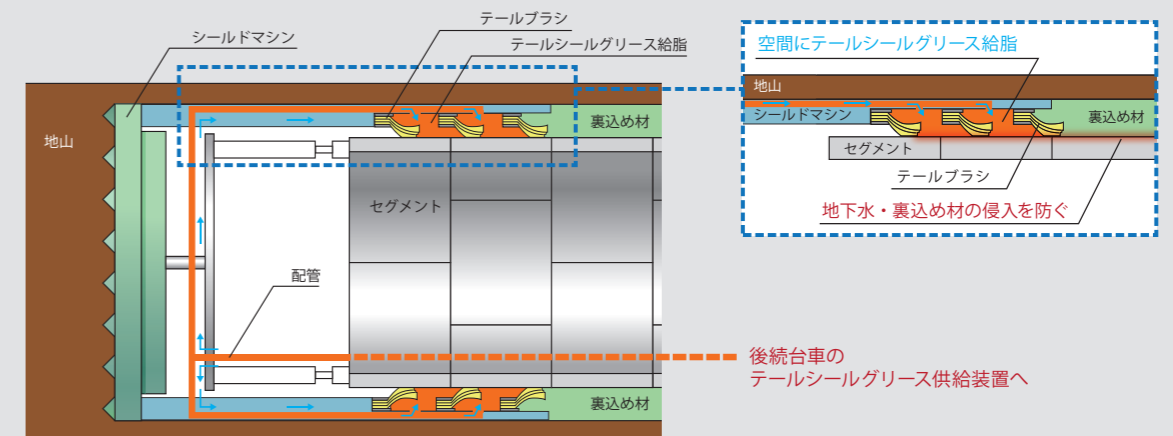 シールドマシン
テールブラシ
テールシールグリース給脂
地山
裏込め材
セグメント
配管
裏込め材
後続台車の
テールシールグリース供給装置へ
空間にテールシールグリース給脂
地山
シールドマシン
裏込め材
セグメント
テールブラシ
地下水・裏込め材の侵入を防ぐ